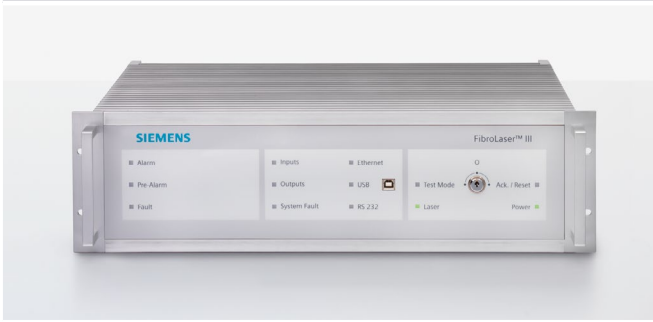 SIEMENS
FibroLaser™ III
Alarm
Pre-Alarm
Fault
Inputs
Outputs
System Fault
Ethernet
USB
RS 232
Test Mode
Ack. / Reset
Laser
Power